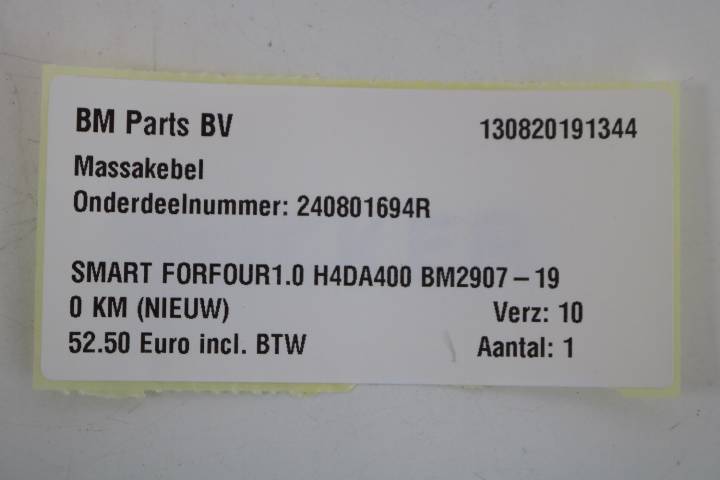 BM Parts BV 130820191344
Massakebel
Onderdeelnummer: 240801694R
SMART FORFOUR1.0 H4DA400 BM2907-19
0 KM (NIEUW) Verz: 10
52.50 Euro incl. BTW Aantal: 1